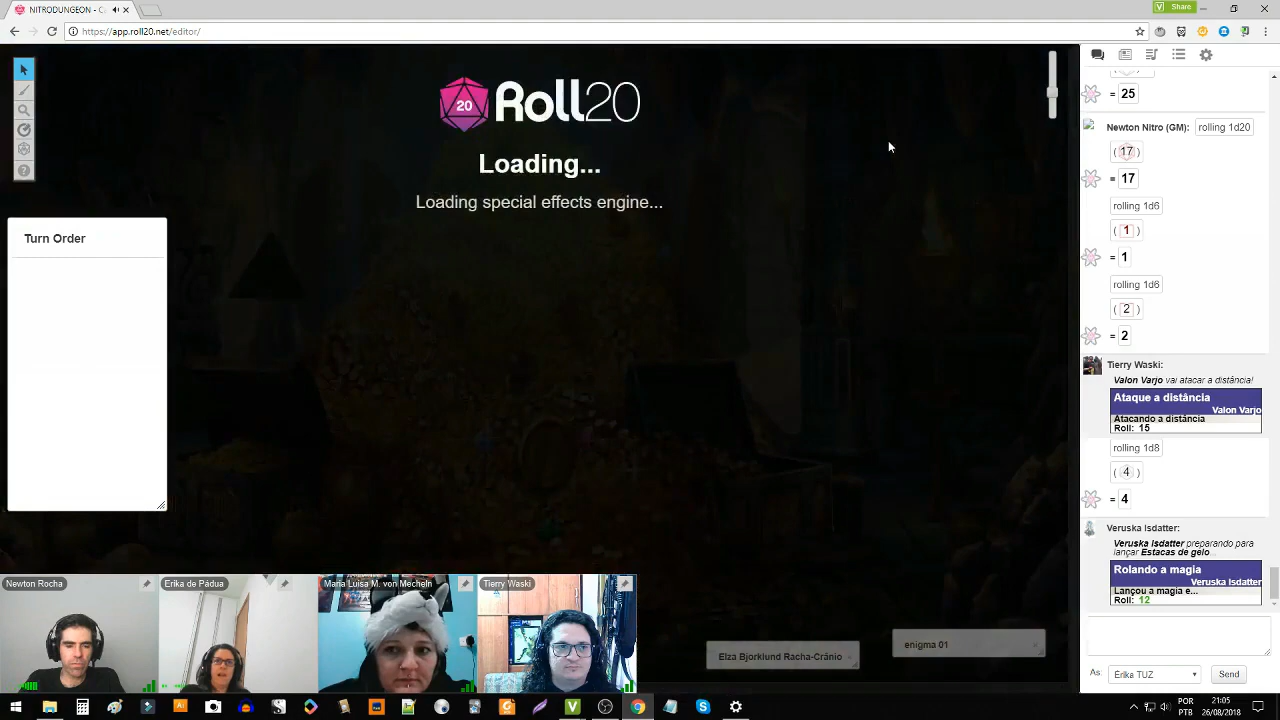 NITRODUNGEON - C
Share
https://app.roll20.net/editor/
20
Roll20
Loading...
Loading special effects engine...
Turn Order
= 25
Newton Nitro (GM): rolling 1d20
( 17 )
= 17
rolling 1d6
( 1 )
= 1
rolling 1d6
( 2 )
= 2
Tierry Waski:
Valon Varjo vai atacar a distância!
Ataque a distância
Valon Varjo
Atacando a distância
Roll: 15
rolling 1d8
( 4 )
= 4
Veruska Isdatter:
Veruska Isdatter preparando para
lançar Estacas de gelo...
Rolando a magia
Veruska Isdatter
Lançou a magia e...
Roll: 12
Newton Rocha
Erika de Pádua
Maria Luisa M. von Mecheln
Tierry Waski
Elza Bjorklund Racha-Crânio
enigma 01
As: Érika TUZ
Send
POR
PTB
21:05
26/08/2018